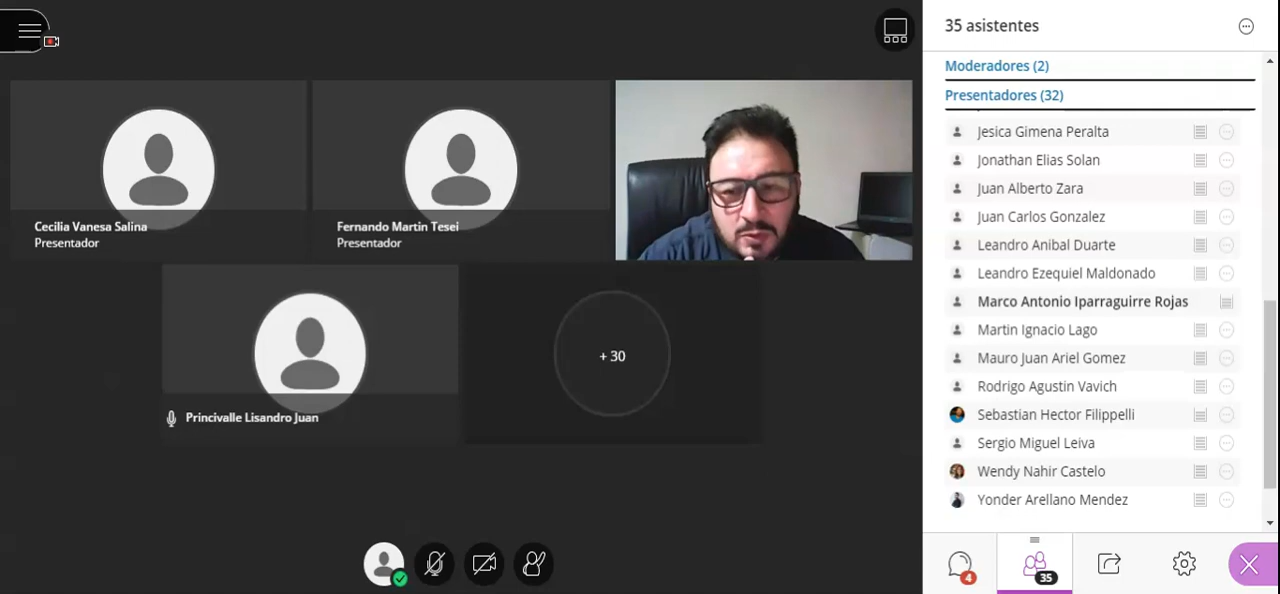 Cecilia Vanesa Salina
Presentador
Fernando Martin Tesei
Presentador
Princivalle Lisandro Juan
+ 30
35 asistentes
Moderadores (2)
Presentadores (32)
Jesica Gimena Peralta
Jonathan Elias Solan
Juan Alberto Zara
Juan Carlos Gonzalez
Leandro Anibal Duarte
Leandro Ezequiel Maldonado
Marco Antonio Iparraguirre Rojas
Martin Ignacio Lago
Mauro Juan Ariel Gomez
Rodrigo Agustin Vavich
Sebastian Hector Filippelli
Sergio Miguel Leiva
Wendy Nahir Castelo
Yonder Arellano Mendez
4
35